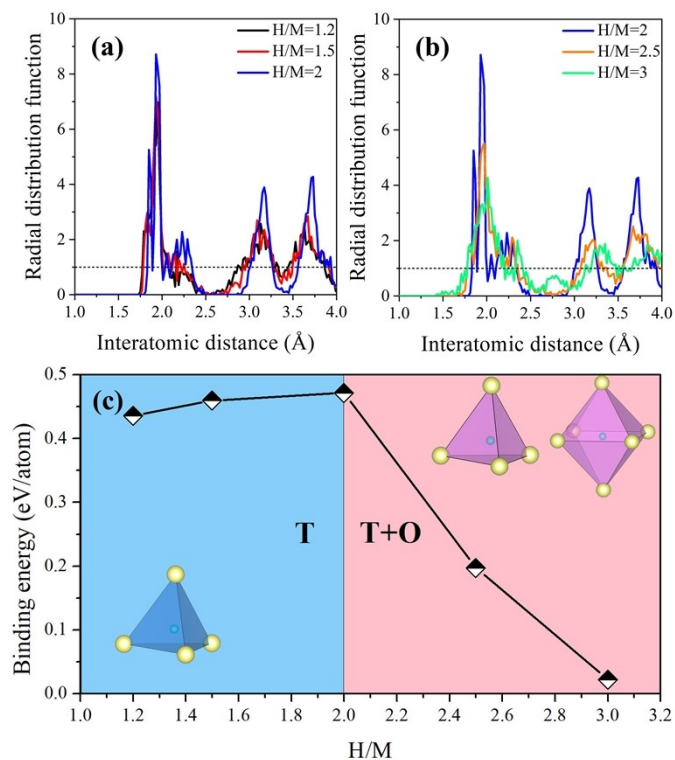 (a)
H/M=1.2
H/M=1.5
H/M=2
Radial distribution function
10
8
6
4
2
0
1.0 1.5 2.0 2.5 3.0 3.5 4.0
Interatomic distance (Å)
(b)
H/M=2
H/M=2.5
H/M=3
Radial distribution function
10
8
6
4
2
0
1.0 1.5 2.0 2.5 3.0 3.5 4.0
Interatomic distance (Å)
(c)
Binding energy (eV/atom)
0.5
0.4
0.3
0.2
0.1
0.0
T T+O
1.0 1.2 1.4 1.6 1.8 2.0 2.2 2.4 2.6 2.8 3.0 3.2
H/M